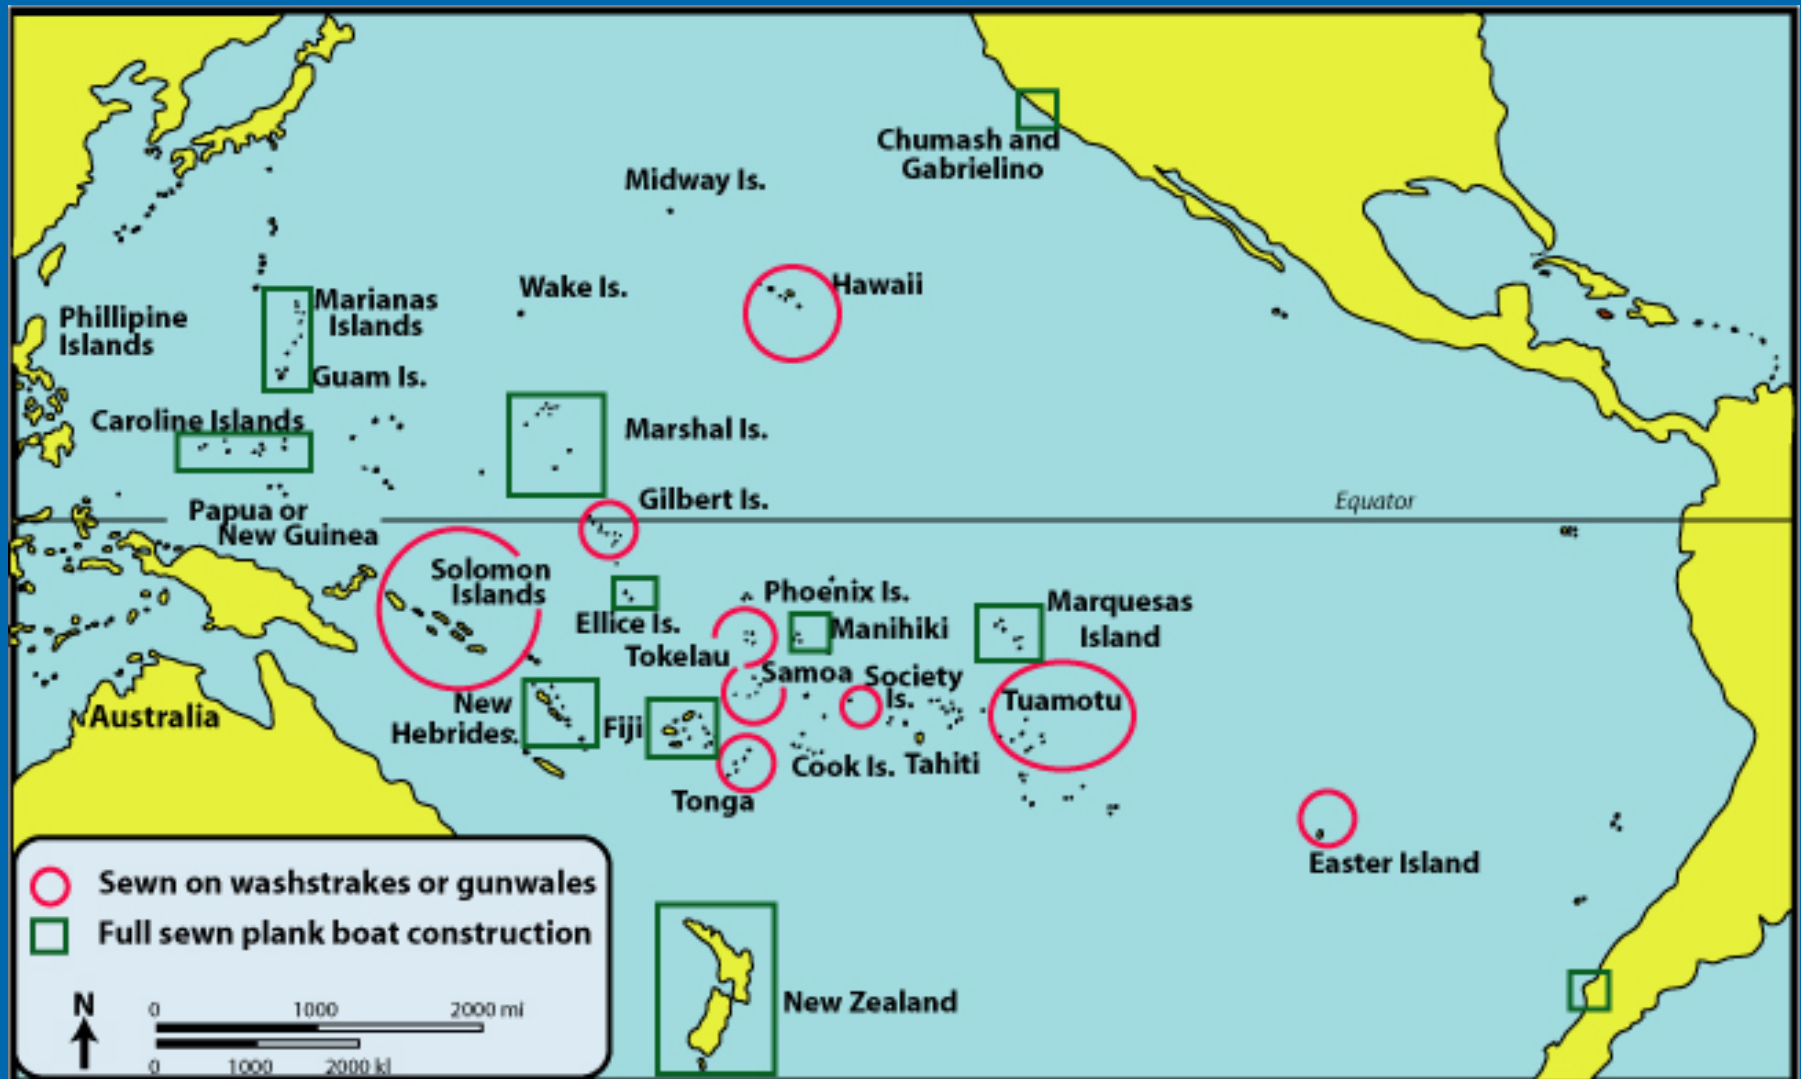 Chumash and
Gabrielino
Midway Is.
Wake Is.
Hawaii
Phillipine
Islands
Marianas
Islands
Guam Is.
Caroline Islands
Marshal Is.
Gilbert Is.
Equator
Papua or
New Guinea
Solomon
Islands
Ellice Is.
Phoenix Is.
Manihiki
Marquesas
Island
Tokelau
Samoa
Society
Is.
Tuamotu
Australia
New
Hebrides.
Fiji
Cook Is.
Tahiti
Tonga
Easter Island
Sewn on washstrakes or gunwales
Full sewn plank boat construction
N
0 1000 2000 mi
0 1000 2000 kl
New Zealand